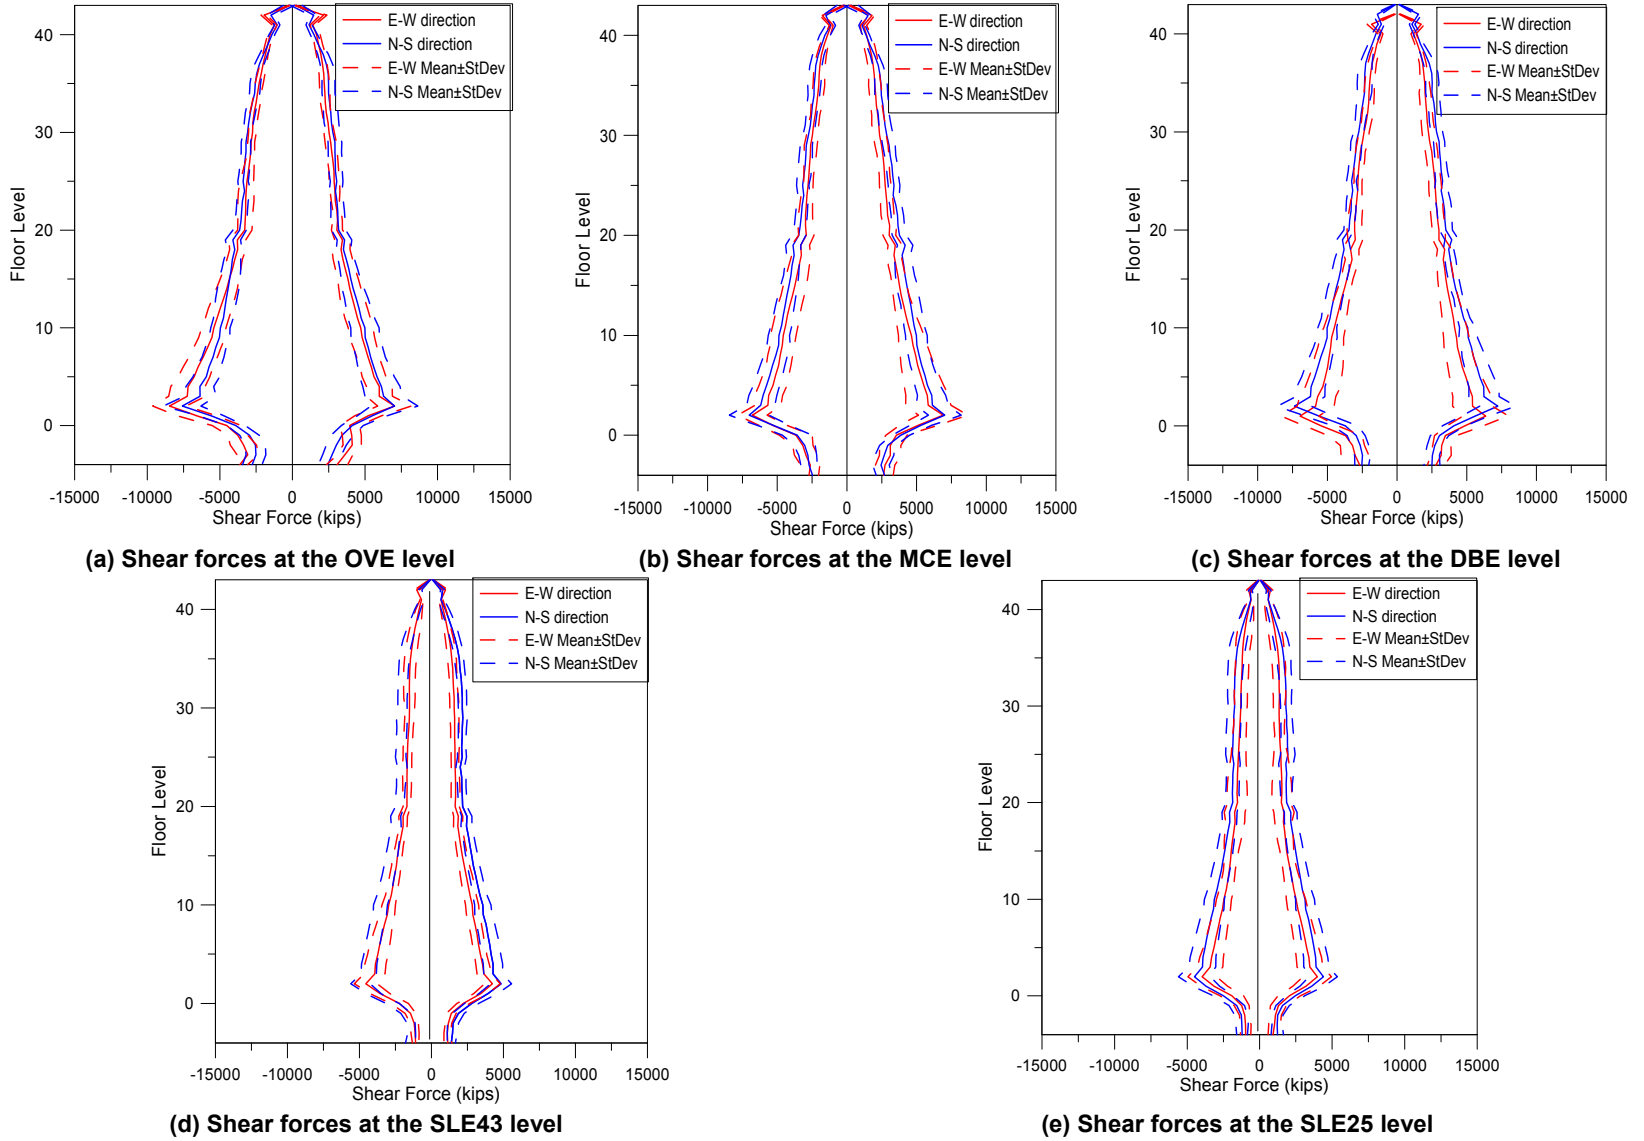 40
30
20
10
0
Floor Level
-15000 -10000 -5000 0 5000 10000 15000
Shear Force (kips)
E-W direction
N-S direction
E-W Mean±StDev
N-S Mean±StDev
(a) Shear forces at the OVE level
40
30
20
10
0
Floor Level
-15000 -10000 -5000 0 5000 10000 15000
Shear Force (kips)
E-W direction
N-S direction
E-W Mean±StDev
N-S Mean±StDev
(b) Shear forces at the MCE level
40
30
20
10
0
Floor Level
-15000 -10000 -5000 0 5000 10000 15000
Shear Force (kips)
E-W direction
N-S direction
E-W Mean±StDev
N-S Mean±StDev
(c) Shear forces at the DBE level
40
30
20
10
0
Floor Level
-15000 -10000 -5000 0 5000 10000 15000
Shear Force (kips)
E-W direction
N-S direction
E-W Mean±StDev
N-S Mean±StDev
(d) Shear forces at the SLE43 level
40
30
20
10
0
Floor Level
-15000 -10000 -5000 0 5000 10000 15000
Shear Force (kips)
E-W direction
N-S direction
E-W Mean±StDev
N-S Mean±StDev
(e) Shear forces at the SLE25 level